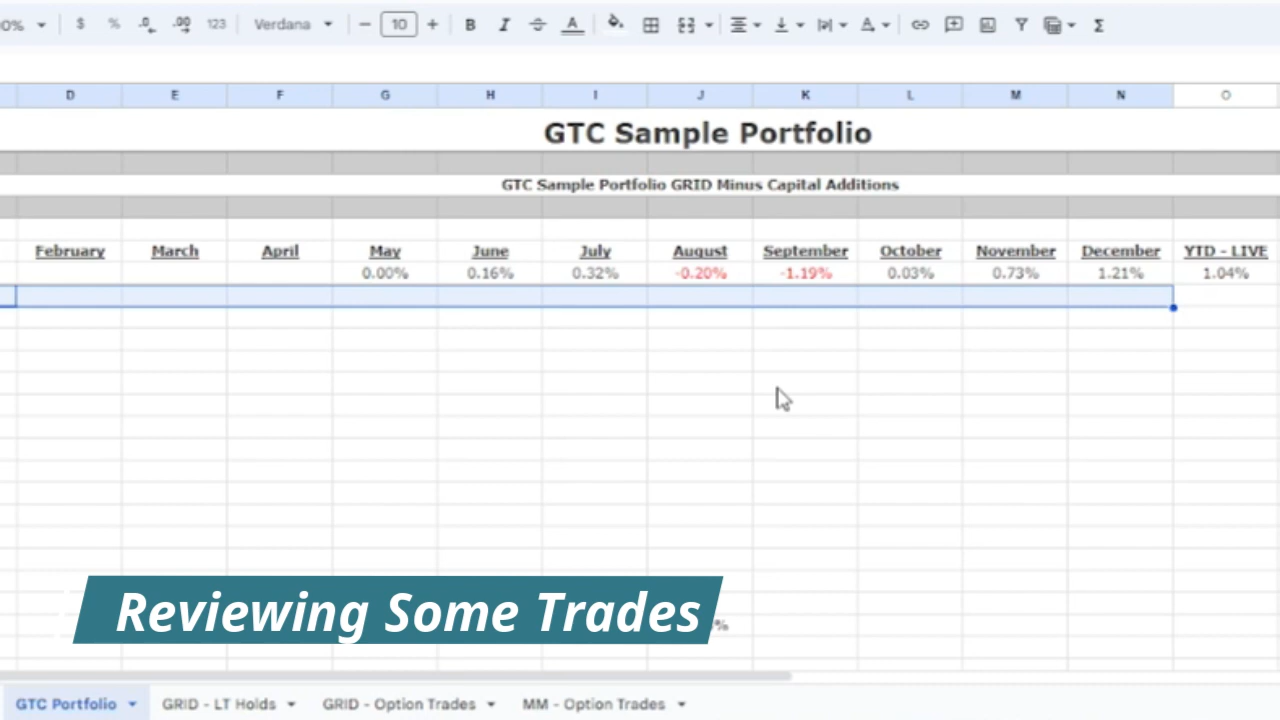 0% $ % .0 .00 123 Verdana 10 B I A Σ
D E F G H I J K L M N O
GTC Sample Portfolio
GTC Sample Portfolio GRID Minus Capital Additions
February March April May June July August September October November December YTD - LIVE
0.00% 0.16% 0.32% -0.20% -1.19% 0.03% 0.73% 1.21% 1.04%
Reviewing Some Trades
%
GTC Portfolio GRID - LT Holds GRID - Option Trades MM - Option Trades